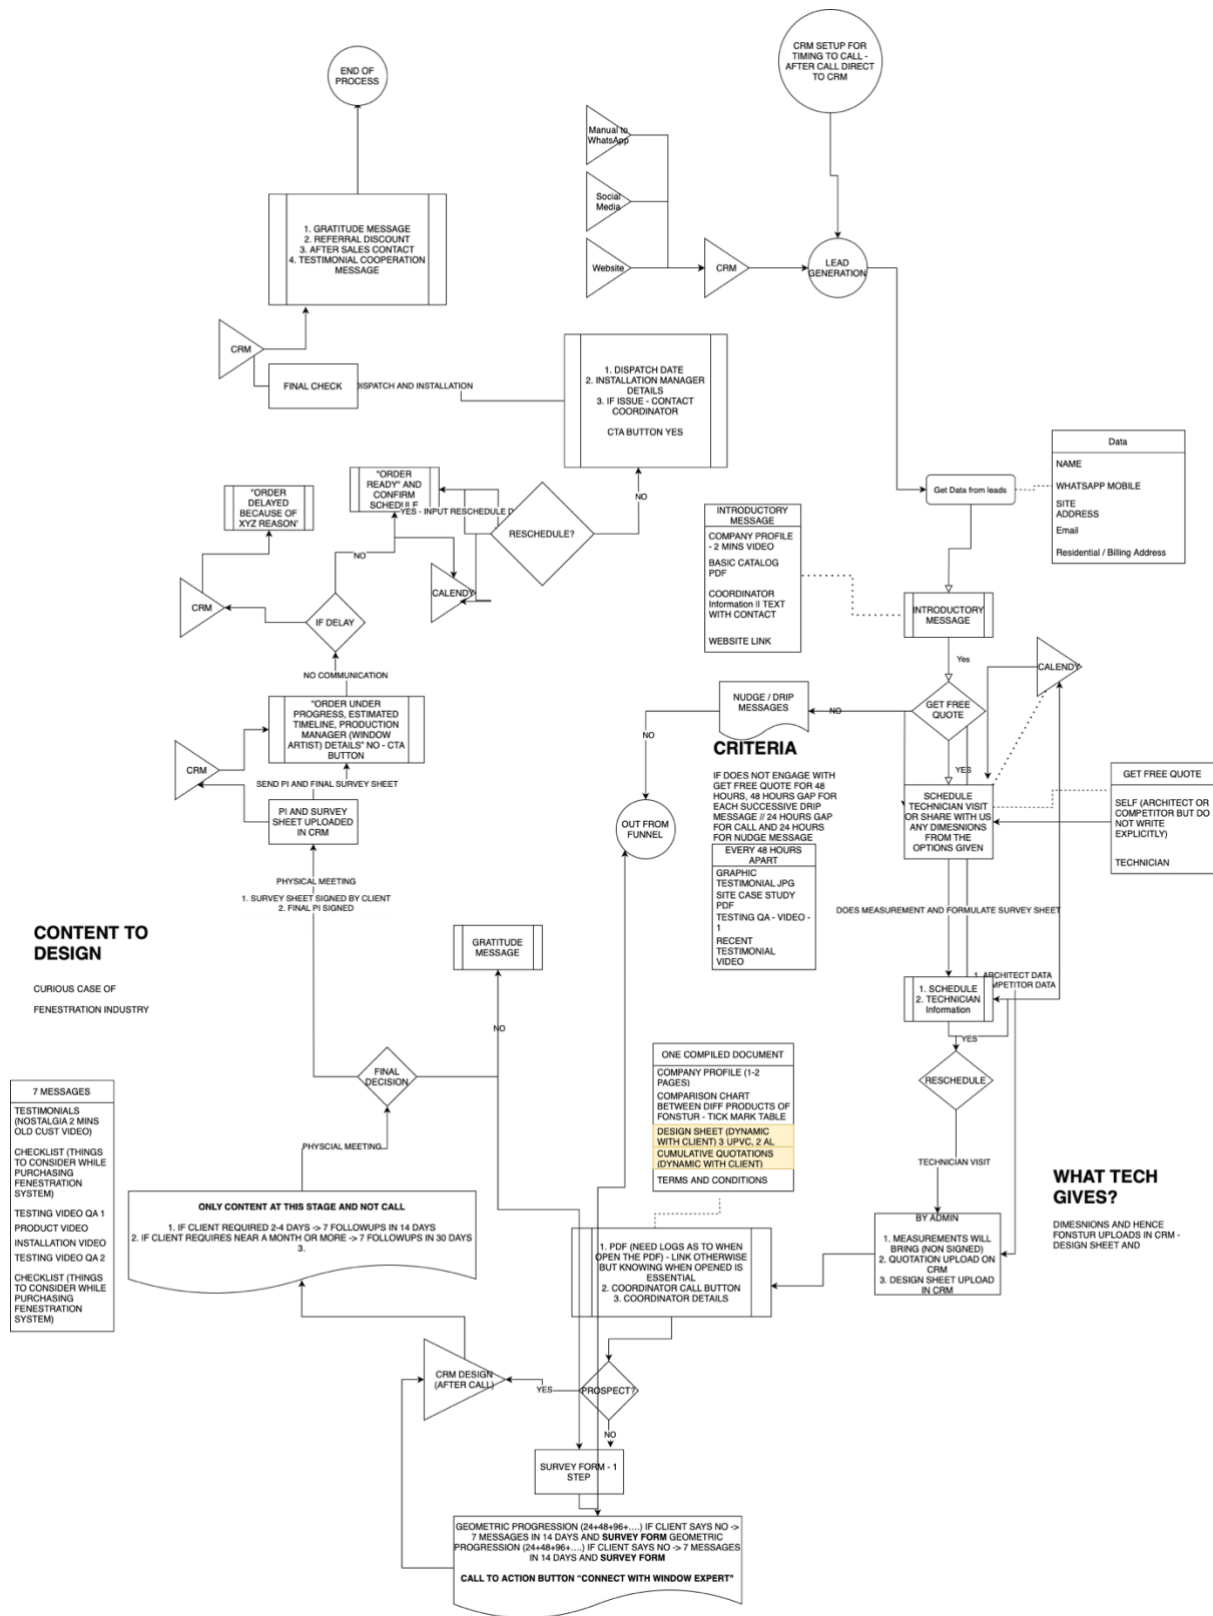 CRM SETUP FOR
TIMING TO CALL -
AFTER CALL DIRECT
TO CRM
END OF
PROCESS
Manual to
WhatsApp
Social
Media
Website
CRM
LEAD
GENERATION
1. GRATITUDE MESSAGE
2. REFERRAL DISCOUNT
3. AFTER SALES CONTACT
4. TESTIMONIAL COOPERATION
MESSAGE
CRM
FINAL CHECK
DISPATCH AND INSTALLATION
1. DISPATCH DATE
2. INSTALLATION MANAGER
DETAILS
3. IF ISSUE - CONTACT
COORDINATOR
CTA BUTTON YES
Data
NAME
WHATSAPP MOBILE
SITE
ADDRESS
Email
Residential / Billing Address
Get Data from leads
"ORDER
DELAYED
BECAUSE OF
XYZ REASON"
"ORDER
READY" AND
CONFIRM
SCHEDULE
YES - INPUT RESCHEDULE D
RESCHEDULE?
NO
NO
CALENDY
CRM
IF DELAY
INTRODUCTORY
MESSAGE
COMPANY PROFILE
- 2 MINS VIDEO
BASIC CATALOG
PDF
COORDINATOR
Information II TEXT
WITH CONTACT
WEBSITE LINK
INTRODUCTORY
MESSAGE
Yes
CALENDY
GET FREE
QUOTE
NO
YES
NUDGE / DRIP
MESSAGES
NO
OUT FROM
FUNNEL
CRITERIA
IF DOES NOT ENGAGE WITH
GET FREE QUOTE FOR 48
HOURS, 48 HOURS GAP FOR
EACH SUCCESSIVE DRIP
MESSAGE // 24 HOURS GAP
FOR CALL AND 24 HOURS
FOR NUDGE MESSAGE
EVERY 48 HOURS
APART
GRAPHIC
TESTIMONIAL JPG
SITE CASE STUDY
PDF
TESTING QA - VIDEO -
1
RECENT
TESTIMONIAL
VIDEO
SCHEDULE
TECHNICIAN VISIT
OR SHARE WITH US
ANY DIMESNIONS
FROM THE
OPTIONS GIVEN
GET FREE QUOTE
SELF (ARCHITECT OR
COMPETITOR BUT DO
NOT WRITE
EXPLICITLY)
TECHNICIAN
NO COMMUNICATION
"ORDER UNDER
PROGRESS, ESTIMATED
TIMELINE, PRODUCTION
MANAGER (WINDOW
ARTIST) DETAILS" NO - CTA
BUTTON
CRM
SEND PI AND FINAL SURVEY SHEET
PI AND SURVEY
SHEET UPLOADED
IN CRM
PHYSICAL MEETING
1. SURVEY SHEET SIGNED BY CLIENT
2. FINAL PI SIGNED
DOES MEASUREMENT AND FORMULATE SURVEY SHEET
1. SCHEDULE
2. TECHNICIAN
Information
1. ARCHITECT DATA
MPETITOR DATA
YES
RESCHEDULE
TECHNICIAN VISIT
CONTENT TO
DESIGN
CURIOUS CASE OF
FENESTRATION INDUSTRY
GRATITUDE
MESSAGE
NO
FINAL
DECISION
PHYSCIAL MEETING
7 MESSAGES
TESTIMONIALS
(NOSTALGIA 2 MINS
OLD CUST VIDEO)
CHECKLIST (THINGS
TO CONSIDER WHILE
PURCHASING
FENESTRATION
SYSTEM)
TESTING VIDEO QA 1
PRODUCT VIDEO
INSTALLATION VIDEO
TESTING VIDEO QA 2
CHECKLIST (THINGS
TO CONSIDER WHILE
PURCHASING
FENESTRATION
SYSTEM)
ONLY CONTENT AT THIS STAGE AND NOT CALL
1. IF CLIENT REQUIRED 2-4 DAYS -> 7 FOLLOWUPS IN 14 DAYS
2. IF CLIENT REQUIRES NEAR A MONTH OR MORE -> 7 FOLLOWUPS IN 30 DAYS
3.
ONE COMPILED DOCUMENT
COMPANY PROFILE (1-2
PAGES)
COMPARISON CHART
BETWEEN DIFF PRODUCTS OF
FONSTUR - TICK MARK TABLE
DESIGN SHEET (DYNAMIC
WITH CLIENT) 3 UPVC, 2 AL
CUMULATIVE QUOTATIONS
(DYNAMIC WITH CLIENT)
TERMS AND CONDITIONS
WHAT TECH
GIVES?
DIMESNIONS AND HENCE
FONSTUR UPLOADS IN CRM -
DESIGN SHEET AND
BY ADMIN
1. MEASUREMENTS WILL
BRING (NON SIGNED)
2. QUOTATION UPLOAD ON
CRM
3. DESIGN SHEET UPLOAD
IN CRM
1. PDF (NEED LOGS AS TO WHEN
OPEN THE PDF) - LINK OTHERWISE
BUT KNOWING WHEN OPENED IS
ESSENTIAL
2. COORDINATOR CALL BUTTON
3. COORDINATOR DETAILS
CRM DESIGN
(AFTER CALL)
YES
PROSPECT?
NO
SURVEY FORM - 1
STEP
GEOMETRIC PROGRESSION (24+48+96+....) IF CLIENT SAYS NO ->
7 MESSAGES IN 14 DAYS AND SURVEY FORM GEOMETRIC
PROGRESSION (24+48+96+....) IF CLIENT SAYS NO -> 7 MESSAGES
IN 14 DAYS AND SURVEY FORM
CALL TO ACTION BUTTON "CONNECT WITH WINDOW EXPERT"